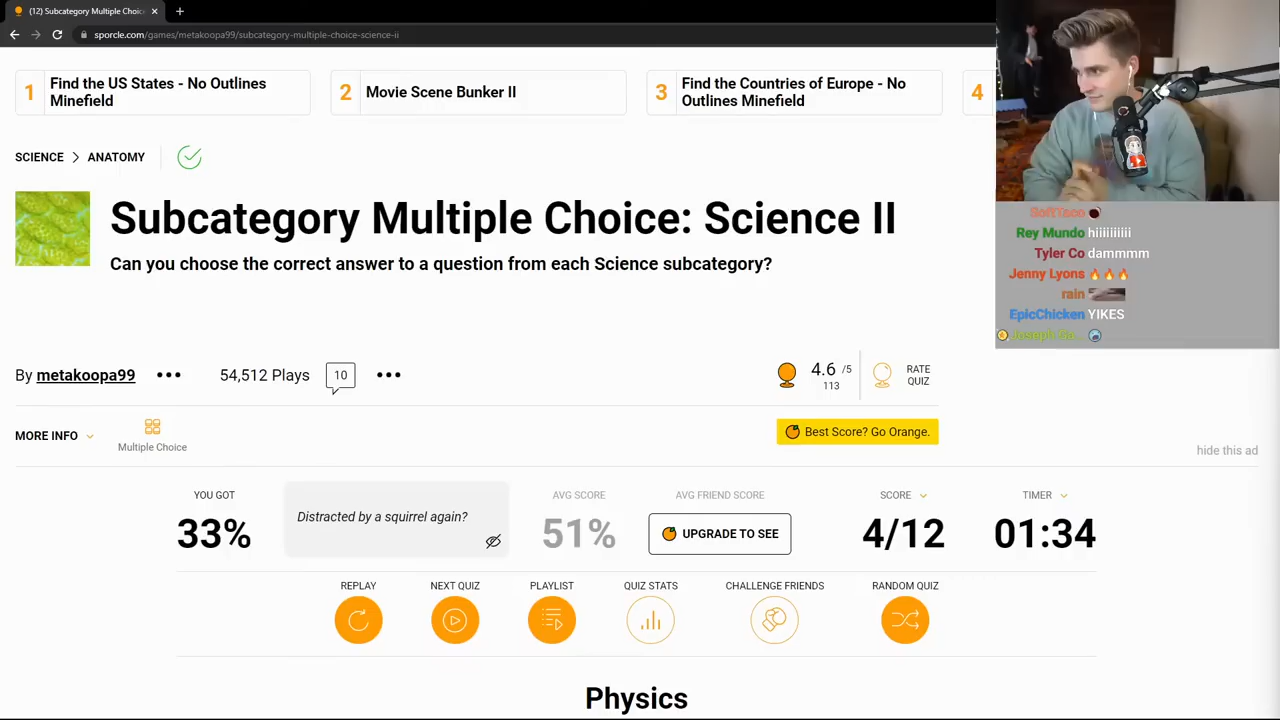 (12) Subcategory Multiple Choic
sporcle.com/games/metakoopa99/subcategory-multiple-choice-science-ii
1 Find the US States - No Outlines Minefield
2 Movie Scene Bunker II
3 Find the Countries of Europe - No Outlines Minefield
4
SCIENCE > ANATOMY
Subcategory Multiple Choice: Science II
Can you choose the correct answer to a question from each Science subcategory?
SoftTaco
Rey Mundo hiiiiiiiiii
Tyler Co dammmm
Jenny Lyons 🔥🔥🔥
rain
EpicChicken YIKES
Joseph Ga...
By metakoopa99 ••• 54,512 Plays 10 •••
4.6 /5
113
RATE QUIZ
MORE INFO
Multiple Choice
Best Score? Go Orange.
hide this ad
YOU GOT
33%
Distracted by a squirrel again?
AVG SCORE
51%
AVG FRIEND SCORE
UPGRADE TO SEE
SCORE
4/12
TIMER
01:34
REPLAY
NEXT QUIZ
PLAYLIST
QUIZ STATS
CHALLENGE FRIENDS
RANDOM QUIZ
Physics